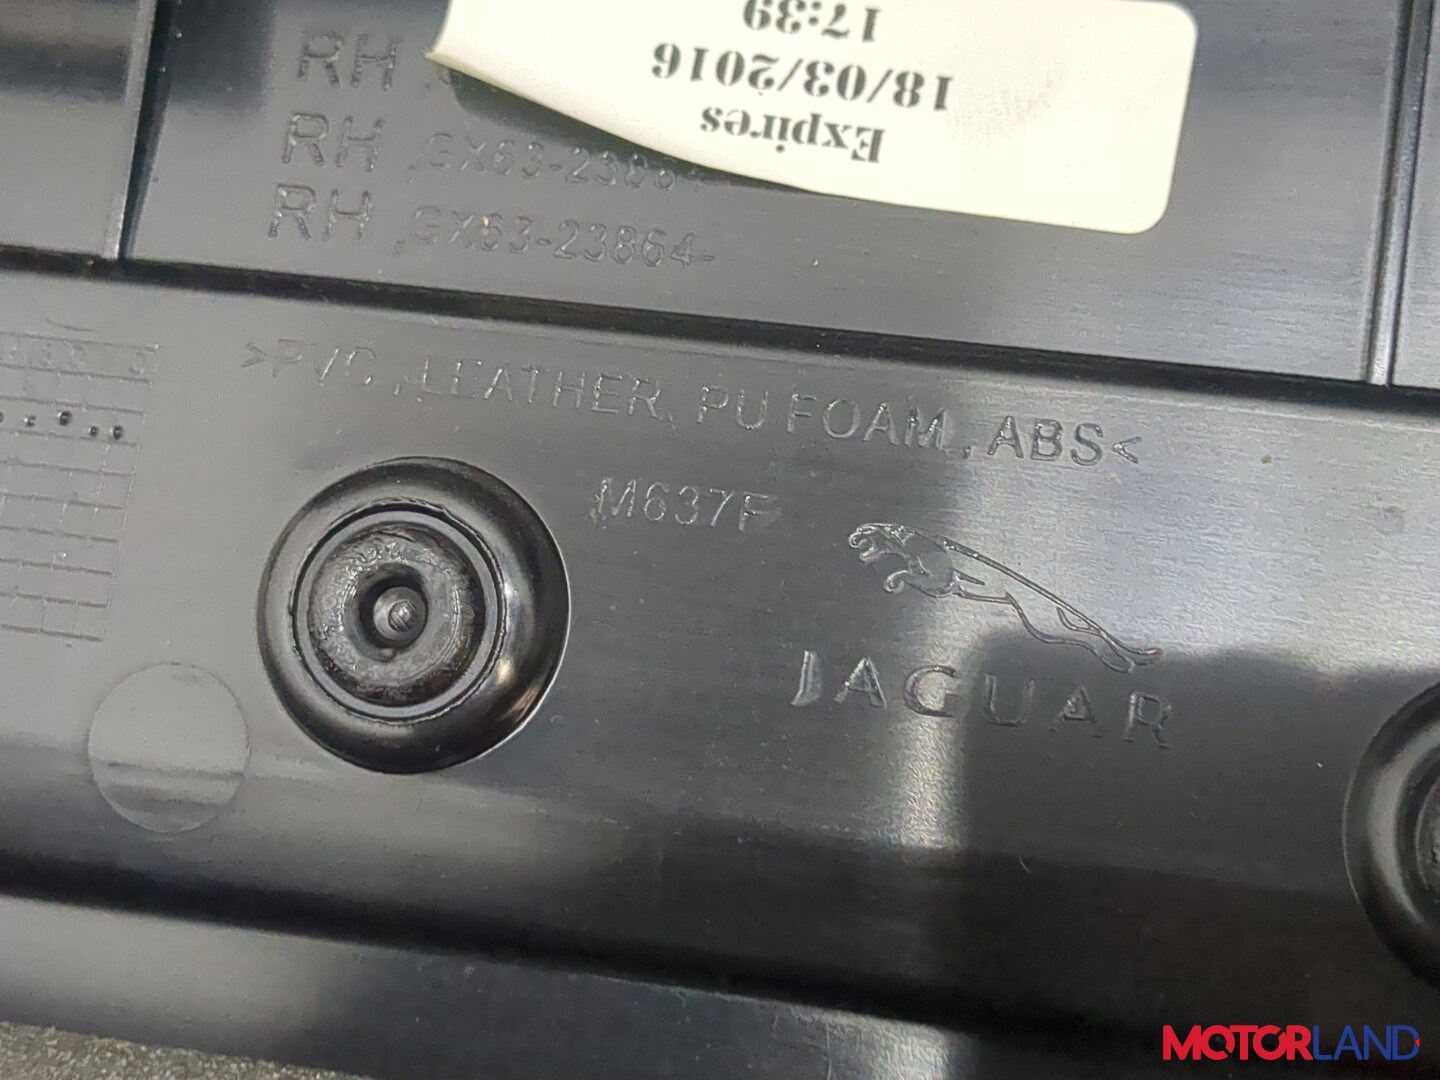 17:39
18/03/2016
Expires
RH
RH ,GX63-23864-
RH ,GX63-23864-
>PVC, LEATHER, PU FOAM, ABS<
M637F
JAGUAR
MOTORLAND